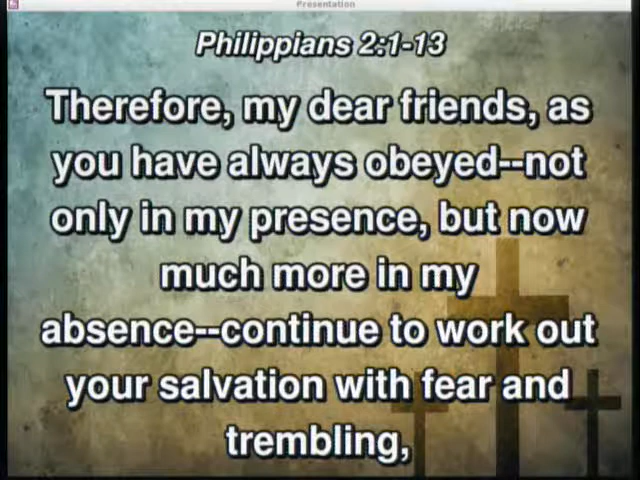 Presentation
Philippians 2:1-13
Therefore, my dear friends, as
you have always obeyed--not
only in my presence, but now
much more in my
absence--continue to work out
your salvation with fear and
trembling,